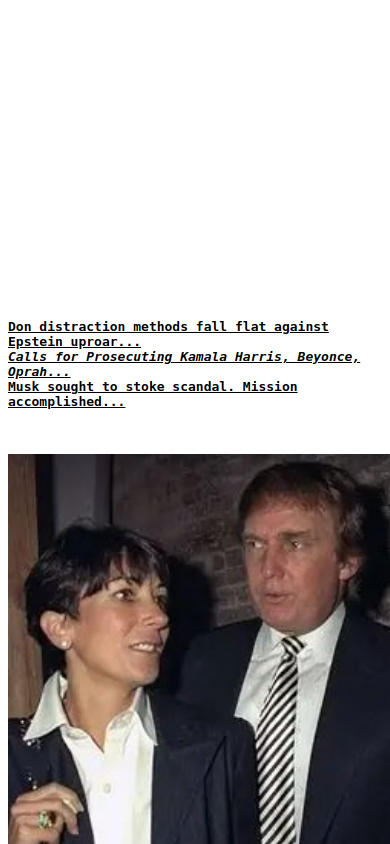 Don distraction methods fall flat against
Epstein uproar...
Calls for Prosecuting Kamala Harris, Beyonce,
Oprah...
Musk sought to stoke scandal. Mission
accomplished...